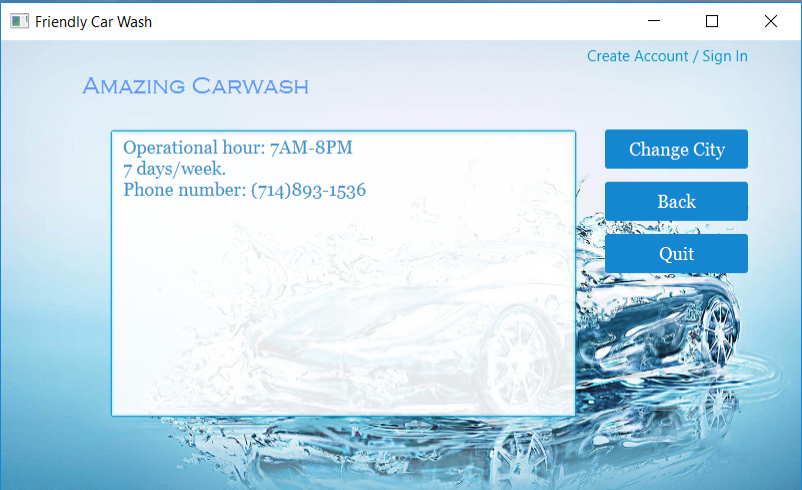 Friendly Car Wash
Create Account / Sign In
Amazing Carwash
Operational hour: 7AM-8PM
7 days/week.
Phone number: (714)893-1536
Change City
Back
Quit